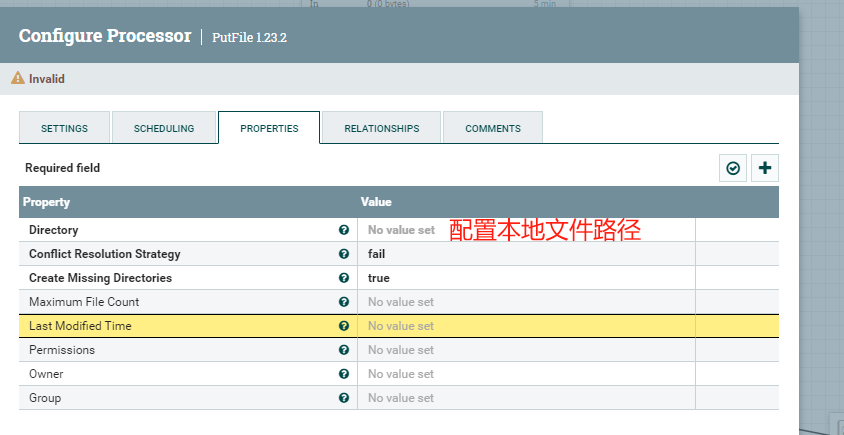 In 0 (0 bytes) 5 min
Configure Processor | PutFile 1.23.2
Invalid
SETTINGS SCHEDULING PROPERTIES RELATIONSHIPS COMMENTS
Required field
Property Value
Directory No value set 配置本地文件路径
Conflict Resolution Strategy fail
Create Missing Directories true
Maximum File Count No value set
Last Modified Time No value set
Permissions No value set
Owner No value set
Group No value set